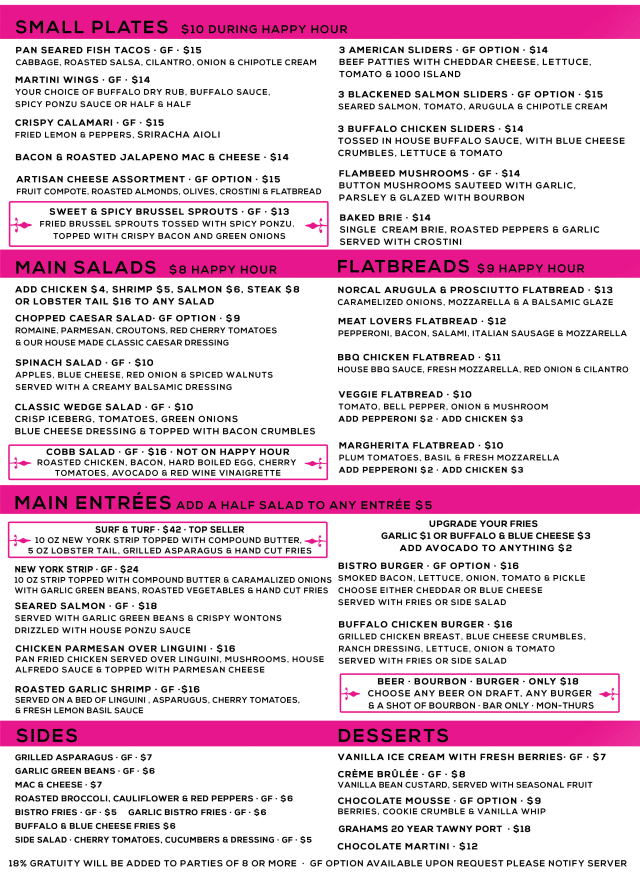 SMALL PLATES $10 DURING HAPPY HOUR
PAN SEARED FISH TACOS · GF · $15
CABBAGE, ROASTED SALSA, CILANTRO, ONION & CHIPOTLE CREAM
MARTINI WINGS · GF · $14
YOUR CHOICE OF BUFFALO DRY RUB, BUFFALO SAUCE,
SPICY PONZU SAUCE OR HALF & HALF
CRISPY CALAMARI · GF · $15
FRIED LEMON & PEPPERS, SRIRACHA AIOLI
BACON & ROASTED JALAPENO MAC & CHEESE · $14
ARTISAN CHEESE ASSORTMENT · GF OPTION · $15
FRUIT COMPOTE, ROASTED ALMONDS, OLIVES, CROSTINI & FLATBREAD
SWEET & SPICY BRUSSEL SPROUTS · GF · $13
FRIED BRUSSEL SPROUTS TOSSED WITH SPICY PONZU.
TOPPED WITH CRISPY BACON AND GREEN ONIONS
3 AMERICAN SLIDERS · GF OPTION · $14
BEEF PATTIES WITH CHEDDAR CHEESE, LETTUCE,
TOMATO & 1000 ISLAND
3 BLACKENED SALMON SLIDERS · GF OPTION · $15
SEARED SALMON, TOMATO, ARUGULA & CHIPOTLE CREAM
3 BUFFALO CHICKEN SLIDERS · $14
TOSSED IN HOUSE BUFFALO SAUCE, WITH BLUE CHEESE
CRUMBLES, LETTUCE & TOMATO
FLAMBEED MUSHROOMS · GF · $14
BUTTON MUSHROOMS SAUTEED WITH GARLIC,
PARSLEY & GLAZED WITH BOURBON
BAKED BRIE · $14
SINGLE CREAM BRIE, ROASTED PEPPERS & GARLIC
SERVED WITH CROSTINI
MAIN SALADS $8 HAPPY HOUR
ADD CHICKEN $4, SHRIMP $5, SALMON $6, STEAK $8
OR LOBSTER TAIL $16 TO ANY SALAD
CHOPPED CAESAR SALAD· GF OPTION · $9
ROMAINE, PARMESAN, CROUTONS, RED CHERRY TOMATOES
& OUR HOUSE MADE CLASSIC CAESAR DRESSING
SPINACH SALAD · GF · $10
APPLES, BLUE CHEESE, RED ONION & SPICED WALNUTS
SERVED WITH A CREAMY BALSAMIC DRESSING
CLASSIC WEDGE SALAD · GF · $10
CRISP ICEBERG, TOMATOES, GREEN ONIONS
BLUE CHEESE DRESSING & TOPPED WITH BACON CRUMBLES
COBB SALAD · GF · $16 · NOT ON HAPPY HOUR
ROASTED CHICKEN, BACON, HARD BOILED EGG, CHERRY
TOMATOES, AVOCADO & RED WINE VINAIGRETTE
FLATBREADS $9 HAPPY HOUR
NORCAL ARUGULA & PROSCIUTTO FLATBREAD · $13
CARAMELIZED ONIONS, MOZZARELLA & A BALSAMIC GLAZE
MEAT LOVERS FLATBREAD · $12
PEPPERONI, BACON, SALAMI, ITALIAN SAUSAGE & MOZZARELLA
BBQ CHICKEN FLATBREAD · $11
HOUSE BBQ SAUCE, FRESH MOZZARELLA, RED ONION & CILANTRO
VEGGIE FLATBREAD · $10
TOMATO, BELL PEPPER, ONION & MUSHROOM
ADD PEPPERONI $2 · ADD CHICKEN $3
MARGHERITA FLATBREAD · $10
PLUM TOMATOES, BASIL & FRESH MOZZARELLA
ADD PEPPERONI $2 · ADD CHICKEN $3
MAIN ENTRÉES ADD A HALF SALAD TO ANY ENTRÉE $5
SURF & TURF · $42 · TOP SELLER
10 OZ NEW YORK STRIP TOPPED WITH COMPOUND BUTTER,
5 OZ LOBSTER TAIL, GRILLED ASPARAGUS & HAND CUT FRIES
NEW YORK STRIP · GF · $24
10 OZ STRIP TOPPED WITH COMPOUND BUTTER & CARAMALIZED ONIONS
WITH GARLIC GREEN BEANS, ROASTED VEGETABLES & HAND CUT FRIES
SEARED SALMON · GF · $18
SERVED WITH GARLIC GREEN BEANS & CRISPY WONTONS
DRIZZLED WITH HOUSE PONZU SAUCE
CHICKEN PARMESAN OVER LINGUINI · $16
PAN FRIED CHICKEN SERVED OVER LINGUINI, MUSHROOMS, HOUSE
ALFREDO SAUCE & TOPPED WITH PARMESAN CHEESE
ROASTED GARLIC SHRIMP · GF ·$16
SERVED ON A BED OF LINGUINI , ASPARUGUS, CHERRY TOMATOES,
& FRESH LEMON BASIL SAUCE
UPGRADE YOUR FRIES
GARLIC $1 OR BUFFALO & BLUE CHEESE $3
ADD AVOCADO TO ANYTHING $2
BISTRO BURGER · GF OPTION · $16
SMOKED BACON, LETTUCE, ONION, TOMATO & PICKLE
CHOOSE EITHER CHEDDAR OR BLUE CHEESE
SERVED WITH FRIES OR SIDE SALAD
BUFFALO CHICKEN BURGER · $16
GRILLED CHICKEN BREAST, BLUE CHEESE CRUMBLES,
RANCH DRESSING, LETTUCE, ONION & TOMATO
SERVED WITH FRIES OR SIDE SALAD
BEER · BOURBON · BURGER · ONLY $18
CHOOSE ANY BEER ON DRAFT, ANY BURGER
& A SHOT OF BOURBON · BAR ONLY · MON-THURS
SIDES
GRILLED ASPARAGUS · GF · $7
GARLIC GREEN BEANS · GF · $6
MAC & CHEESE · $7
ROASTED BROCCOLI, CAULIFLOWER & RED PEPPERS · GF · $6
BISTRO FRIES · GF · $5 GARLIC BISTRO FRIES · GF · $6
BUFFALO & BLUE CHEESE FRIES $6
SIDE SALAD · CHERRY TOMATOES, CUCUMBERS & DRESSING · GF · $5
DESSERTS
VANILLA ICE CREAM WITH FRESH BERRIES· GF · $7
CRÈME BRÛLÉE · GF · $8
VANILLA BEAN CUSTARD, SERVED WITH SEASONAL FRUIT
CHOCOLATE MOUSSE · GF OPTION · $9
BERRIES, COOKIE CRUMBLE & VANILLA WHIP
GRAHAMS 20 YEAR TAWNY PORT · $18
CHOCOLATE MARTINI · $12
18% GRATUITY WILL BE ADDED TO PARTIES OF 8 OR MORE · GF OPTION AVAILABLE UPON REQUEST PLEASE NOTIFY SERVER